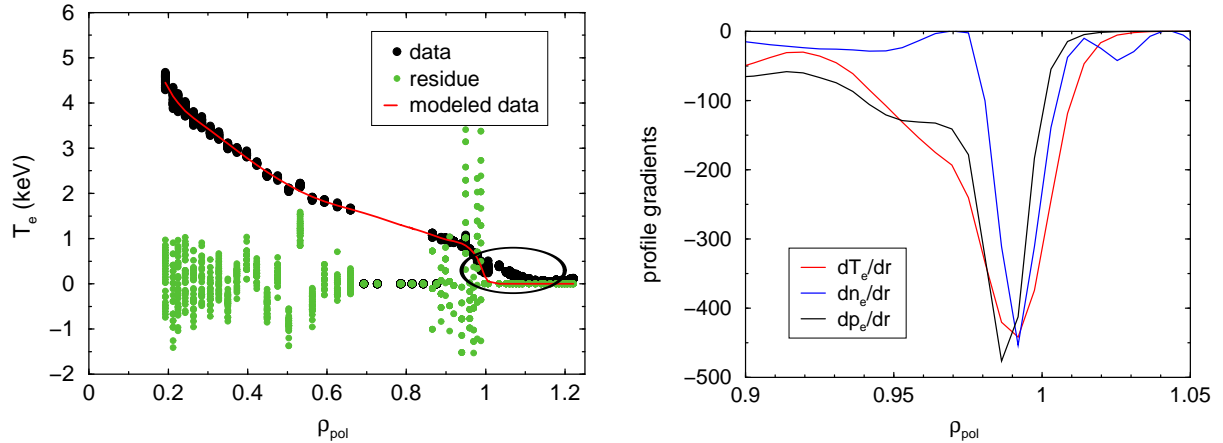 6
5
4
3
2
1
0
−1
−2
T_e (keV)
data
residue
modeled data
0 0.2 0.4 0.6 0.8 1 1.2
ρ_pol
0
−100
−200
−300
−400
−500
profile gradients
dT_e/dr
dn_e/dr
dp_e/dr
0.9 0.95 1 1.05
ρ_pol